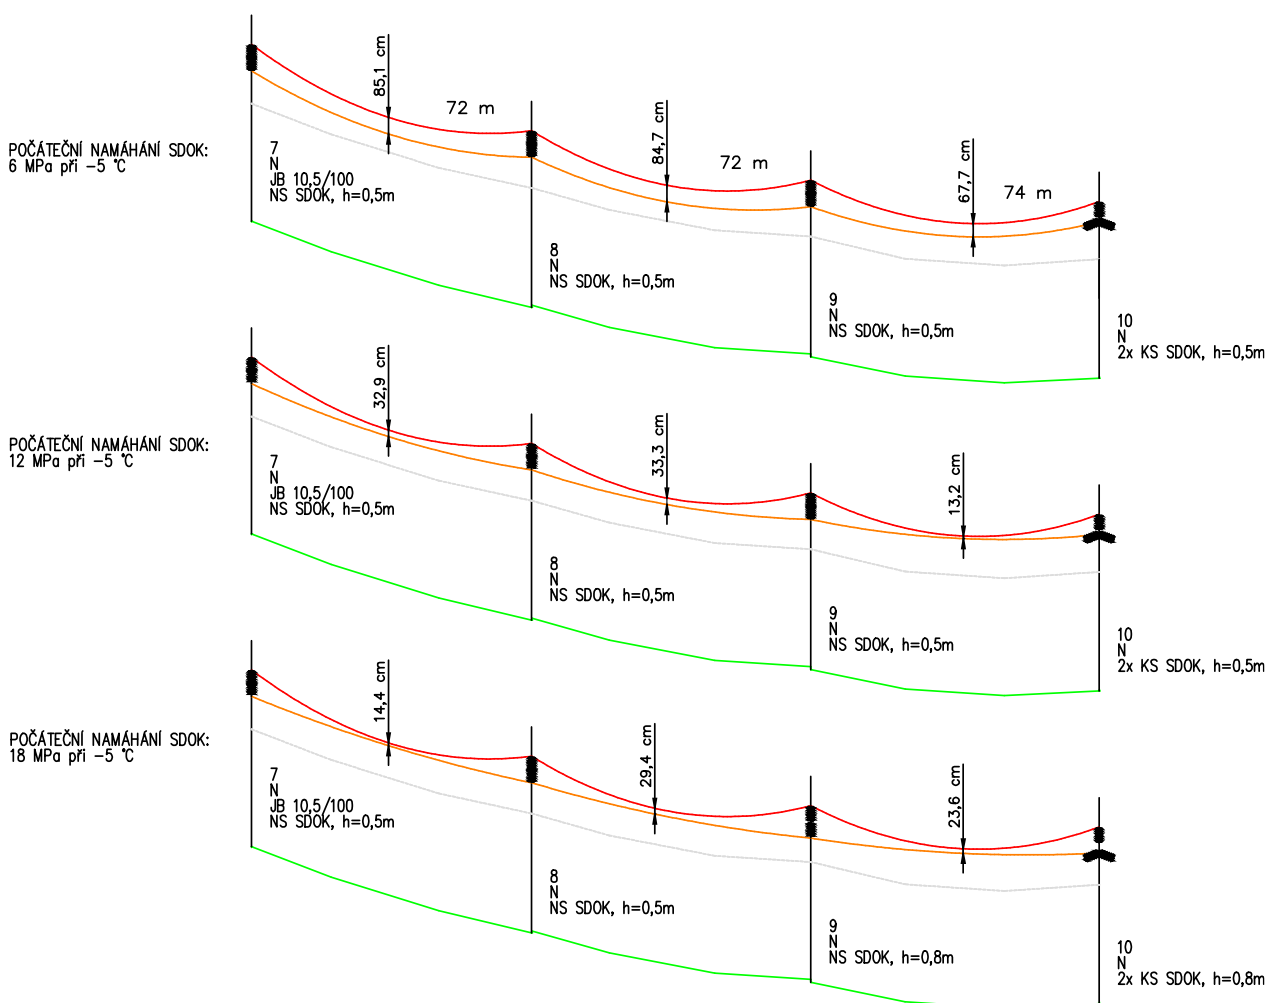 85,1 cm
72 m
84,7 cm
72 m
67,7 cm
74 m
POČÁTEČNÍ NAMÁHÁNÍ SDOK:
6 MPa při –5 °C
7
N
JB 10,5/100
NS SDOK, h=0,5m
8
N
NS SDOK, h=0,5m
9
N
NS SDOK, h=0,5m
10
N
2x KS SDOK, h=0,5m
32,9 cm
33,3 cm
13,2 cm
POČÁTEČNÍ NAMÁHÁNÍ SDOK:
12 MPa při –5 °C
7
N
JB 10,5/100
NS SDOK, h=0,5m
8
N
NS SDOK, h=0,5m
9
N
NS SDOK, h=0,5m
10
N
2x KS SDOK, h=0,5m
14,4 cm
29,4 cm
23,6 cm
POČÁTEČNÍ NAMÁHÁNÍ SDOK:
18 MPa při –5 °C
7
N
JB 10,5/100
NS SDOK, h=0,5m
8
N
NS SDOK, h=0,5m
9
N
NS SDOK, h=0,8m
10
N
2x KS SDOK, h=0,8m